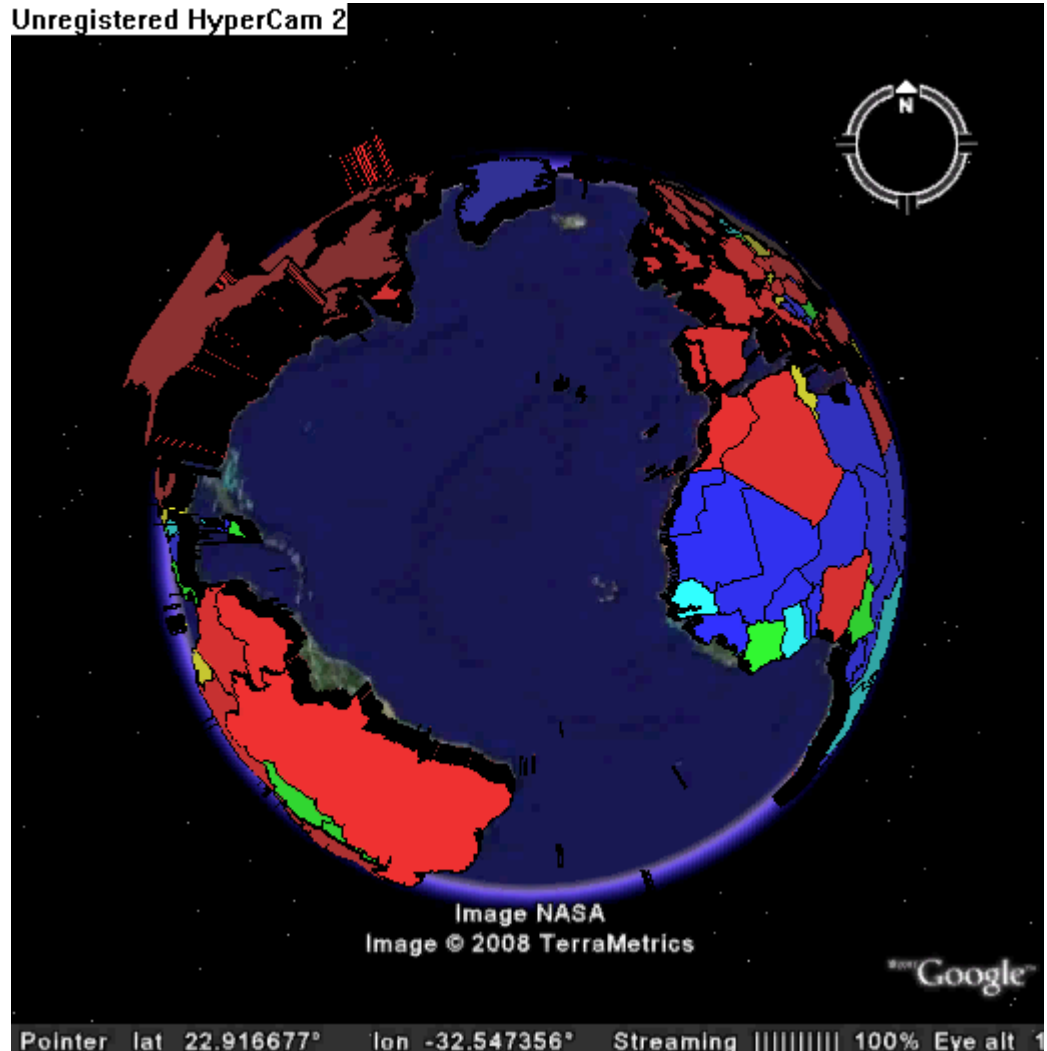 Unregistered HyperCam 2
N
Image NASA
Image © 2008 TerraMetrics
Google
Pointer lat 22.916677° lon -32.547356° Streaming |||||||||| 100% Eye alt 1